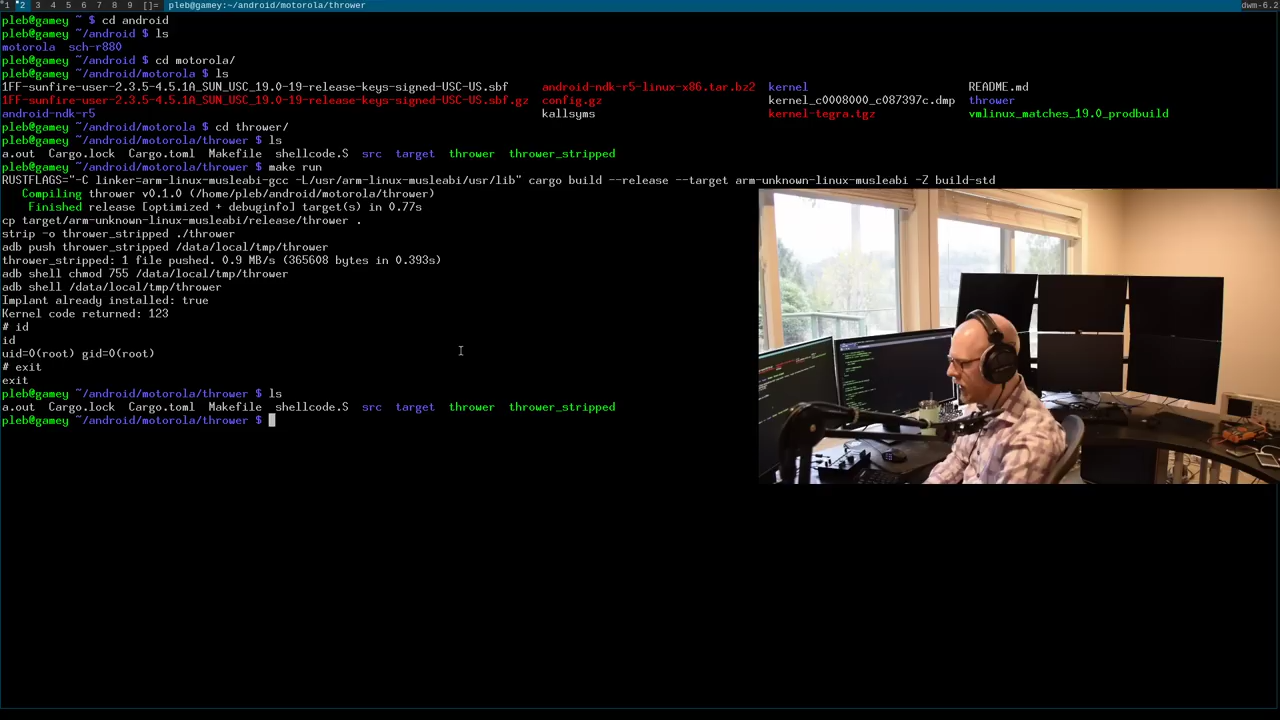 1 2 3 4 5 6 7 8 9 []= pleb@gamey:~/android/motorola/thrower dwm-6.2
pleb@gamey ~ $ cd android
pleb@gamey ~/android $ ls
motorola sch-r880
pleb@gamey ~/android $ cd motorola/
pleb@gamey ~/android/motorola $ ls
1FF-sunfire-user-2.3.5-4.5.1A_SUN_USC_19.0-19-release-keys-signed-USC-US.sbf android-ndk-r5-linux-x86.tar.bz2 kernel README.md
1FF-sunfire-user-2.3.5-4.5.1A_SUN_USC_19.0-19-release-keys-signed-USC-US.sbf.gz config.gz kernel_c0008000_c087397c.dmp thrower
android-ndk-r5 kallsyms kernel-tegra.tgz vmlinux_matches_19.0_prodbuild
pleb@gamey ~/android/motorola $ cd thrower/
pleb@gamey ~/android/motorola/thrower $ ls
a.out Cargo.lock Cargo.toml Makefile shellcode.S src target thrower thrower_stripped
pleb@gamey ~/android/motorola/thrower $ make run
RUSTFLAGS="-C linker=arm-linux-musleabi-gcc -L/usr/arm-linux-musleabi/usr/lib" cargo build --release --target arm-unknown-linux-musleabi -Z build-std
Compiling thrower v0.1.0 (/home/pleb/android/motorola/thrower)
Finished release [optimized + debuginfo] target(s) in 0.77s
cp target/arm-unknown-linux-musleabi/release/thrower .
strip -o thrower_stripped ./thrower
adb push thrower_stripped /data/local/tmp/thrower
thrower_stripped: 1 file pushed. 0.9 MB/s (365608 bytes in 0.393s)
adb shell chmod 755 /data/local/tmp/thrower
adb shell /data/local/tmp/thrower
Implant already installed: true
Kernel code returned: 123
# id
id
uid=0(root) gid=0(root)
# exit
exit
pleb@gamey ~/android/motorola/thrower $ ls
a.out Cargo.lock Cargo.toml Makefile shellcode.S src target thrower thrower_stripped
pleb@gamey ~/android/motorola/thrower $